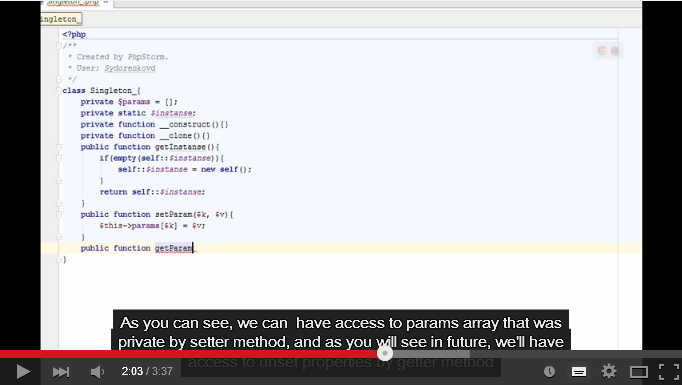 Singleton_.php
ingleton_
<?php
/**
* Created by PhpStorm.
* User: Sydorenkovd
*/
class Singleton_{
private $params = [];
private static $instanse;
private function __construct(){}
private function __clone(){}
public function getInstanse(){
if(empty(self::$instanse)){
self::$instanse = new self();
}
return self::$instanse;
}
public function setParam($k, $v){
$this->params[$k] = $v;
}
public function getParam
}
As you can see, we can have access to params array that was
private by setter method, and as you will see in future, we'll have
access to unset properties by getter method
2:03 / 3:37